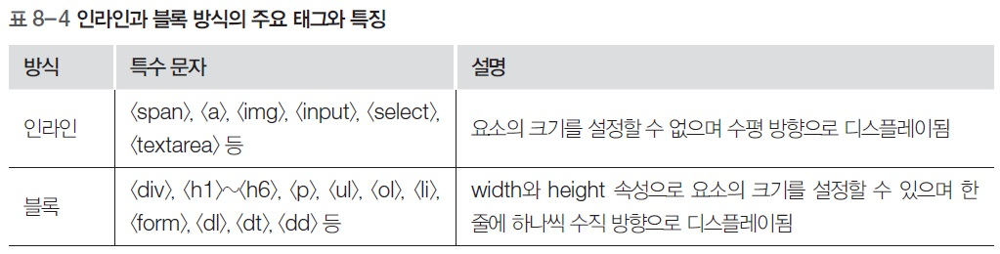 표 8-4 인라인과 블록 방식의 주요 태그와 특징
방식 특수 문자 설명
인라인 〈span〉, 〈a〉, 〈img〉, 〈input〉, 〈select〉, 〈textarea〉 등 요소의 크기를 설정할 수 없으며 수평 방향으로 디스플레이됨
블록 〈div〉, 〈h1〉~〈h6〉, 〈p〉, 〈ul〉, 〈ol〉, 〈li〉, 〈form〉, 〈dl〉, 〈dt〉, 〈dd〉 등 width와 height 속성으로 요소의 크기를 설정할 수 있으며 한 줄에 하나씩 수직 방향으로 디스플레이됨